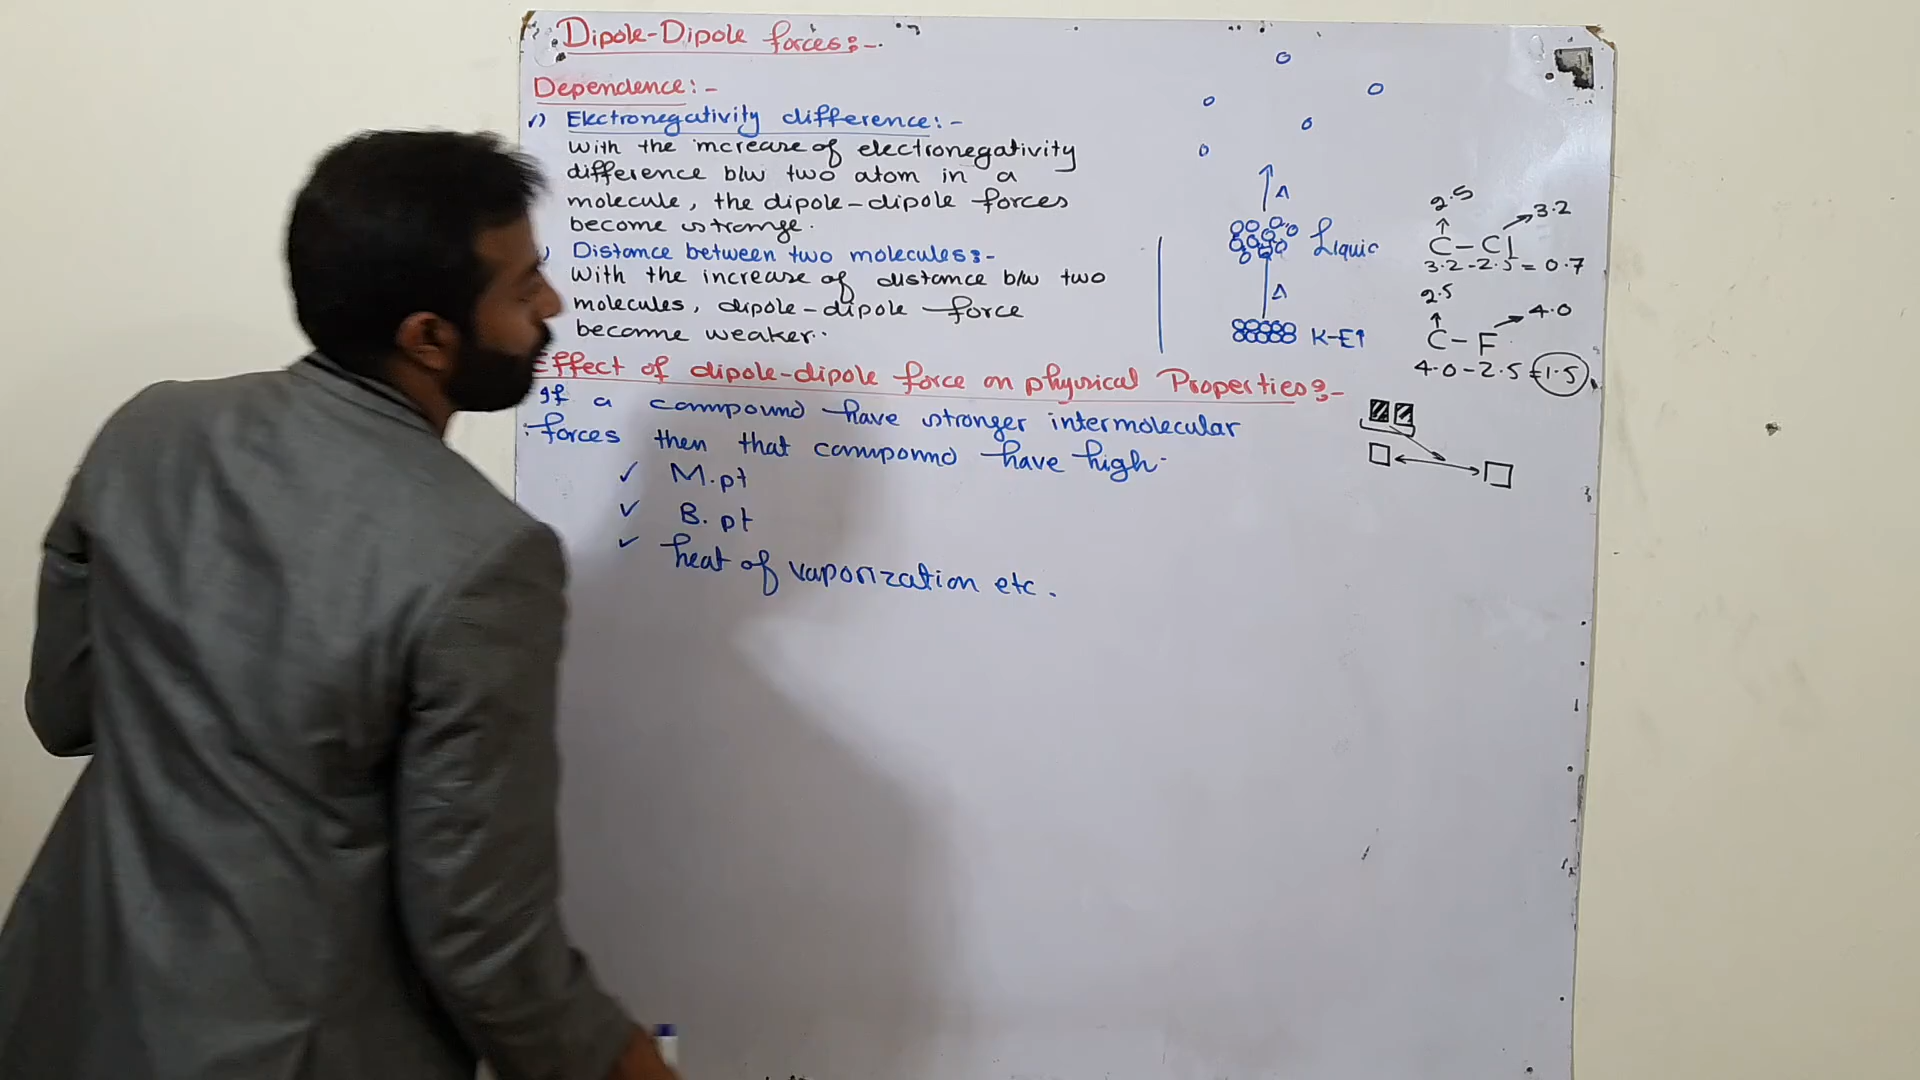 Dipole-Dipole forces:-
Dependence:-
1) Electronegativity difference:-
With the increase of electronegativity
difference b/w two atom in a
molecule, the dipole-dipole forces
become stronge.
) Distance between two molecules:-
With the increase of distance b/w two
molecules, dipole-dipole force
become weaker.
Effect of dipole-dipole force on physical Properties:-
If a compound have stronger intermolecular
forces then that compound have high-
✓ M.pt
✓ B.pt
✓ heat of vaporization etc.
Δ
Liquid
Δ
K-E↑
2.5
3.2
C-Cl
3.2-2.5=0.7
2.5
4.0
C-F
4.0-2.5=1.5